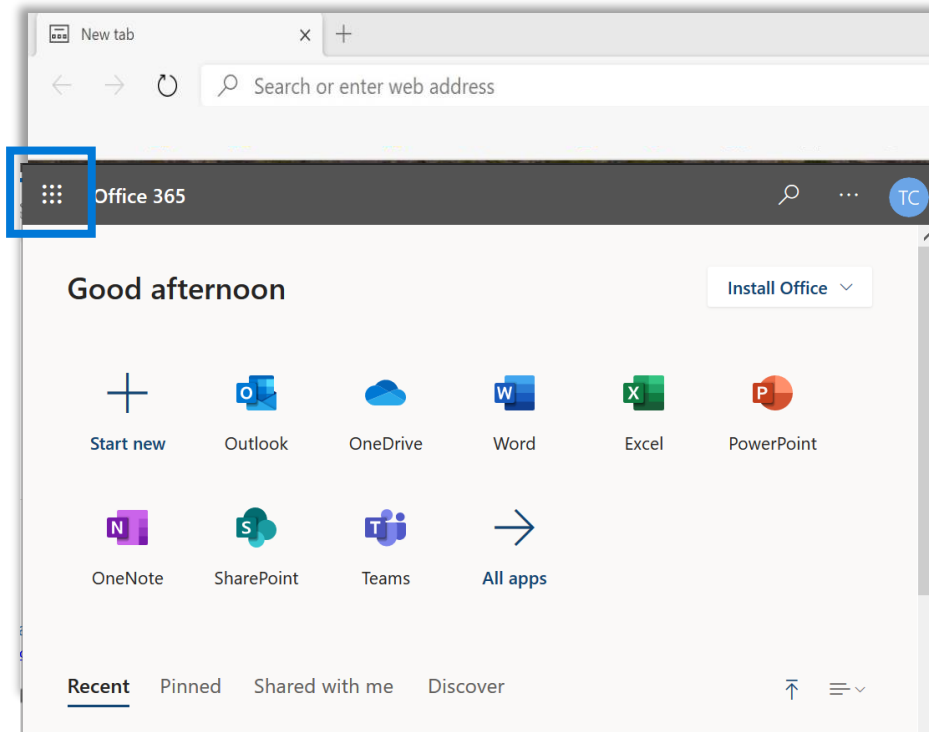 New tab
Search or enter web address
Office 365
TC
Good afternoon
Install Office
Start new
Outlook
OneDrive
Word
Excel
PowerPoint
OneNote
SharePoint
Teams
All apps
Recent Pinned Shared with me Discover